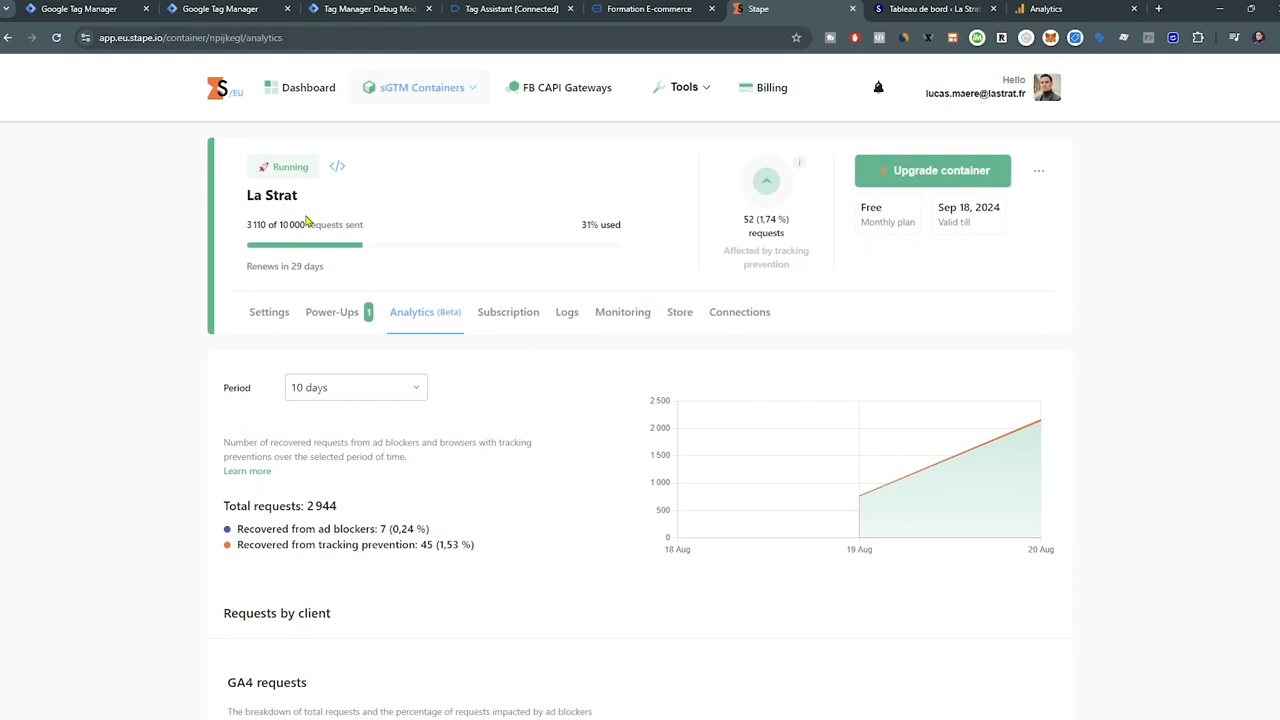 Google Tag Manager
Google Tag Manager
Tag Manager Debug Mod
Tag Assistant [Connected]
Formation E-commerce
Stape
Tableau de bord ‹ La Strat
Analytics
app.eu.stape.io/container/npijkegl/analytics
S/EU
Dashboard
sGTM Containers
FB CAPI Gateways
Tools
Billing
Hello
lucas.maere@lastrat.fr
Running
</>
La Strat
3 110 of 10 000 requests sent
31% used
Renews in 29 days
i
52 (1.74 %)
requests
Affected by tracking
prevention
Upgrade container
Free
Monthly plan
Sep 18, 2024
Valid till
Settings
Power-Ups 1
Analytics (Beta)
Subscription
Logs
Monitoring
Store
Connections
Period
10 days
Number of recovered requests from ad blockers and browsers with tracking
preventions over the selected period of time.
Learn more
Total requests: 2 944
Recovered from ad blockers: 7 (0,24 %)
Recovered from tracking prevention: 45 (1,53 %)
2 500
2 000
1 500
1 000
500
0
18 Aug
19 Aug
20 Aug
Requests by client
GA4 requests
The breakdown of total requests and the percentage of requests impacted by ad blockers